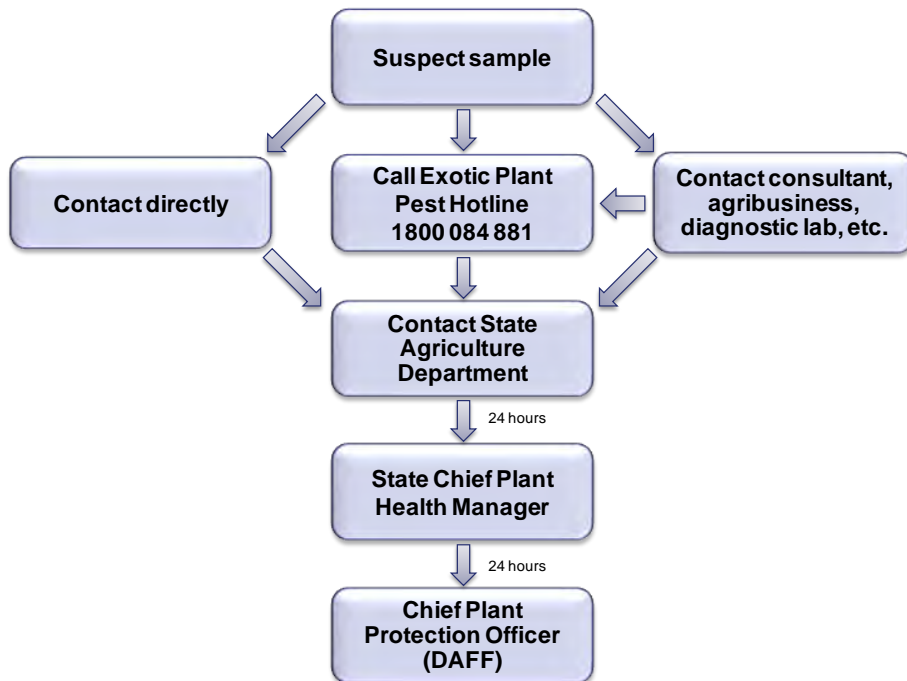 Suspect sample
Contact directly
Call Exotic Plant
Pest Hotline
1800 084 881
Contact consultant,
agribusiness,
diagnostic lab, etc.
Contact State
Agriculture
Department
24 hours
State Chief Plant
Health Manager
24 hours
Chief Plant
Protection Officer
(DAFF)